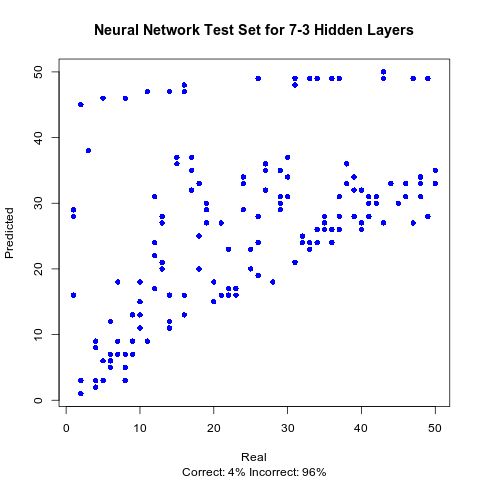 Neural Network Test Set for 7-3 Hidden Layers
Predicted
50
40
30
20
10
0
0 10 20 30 40 50
Real
Correct: 4% Incorrect: 96%